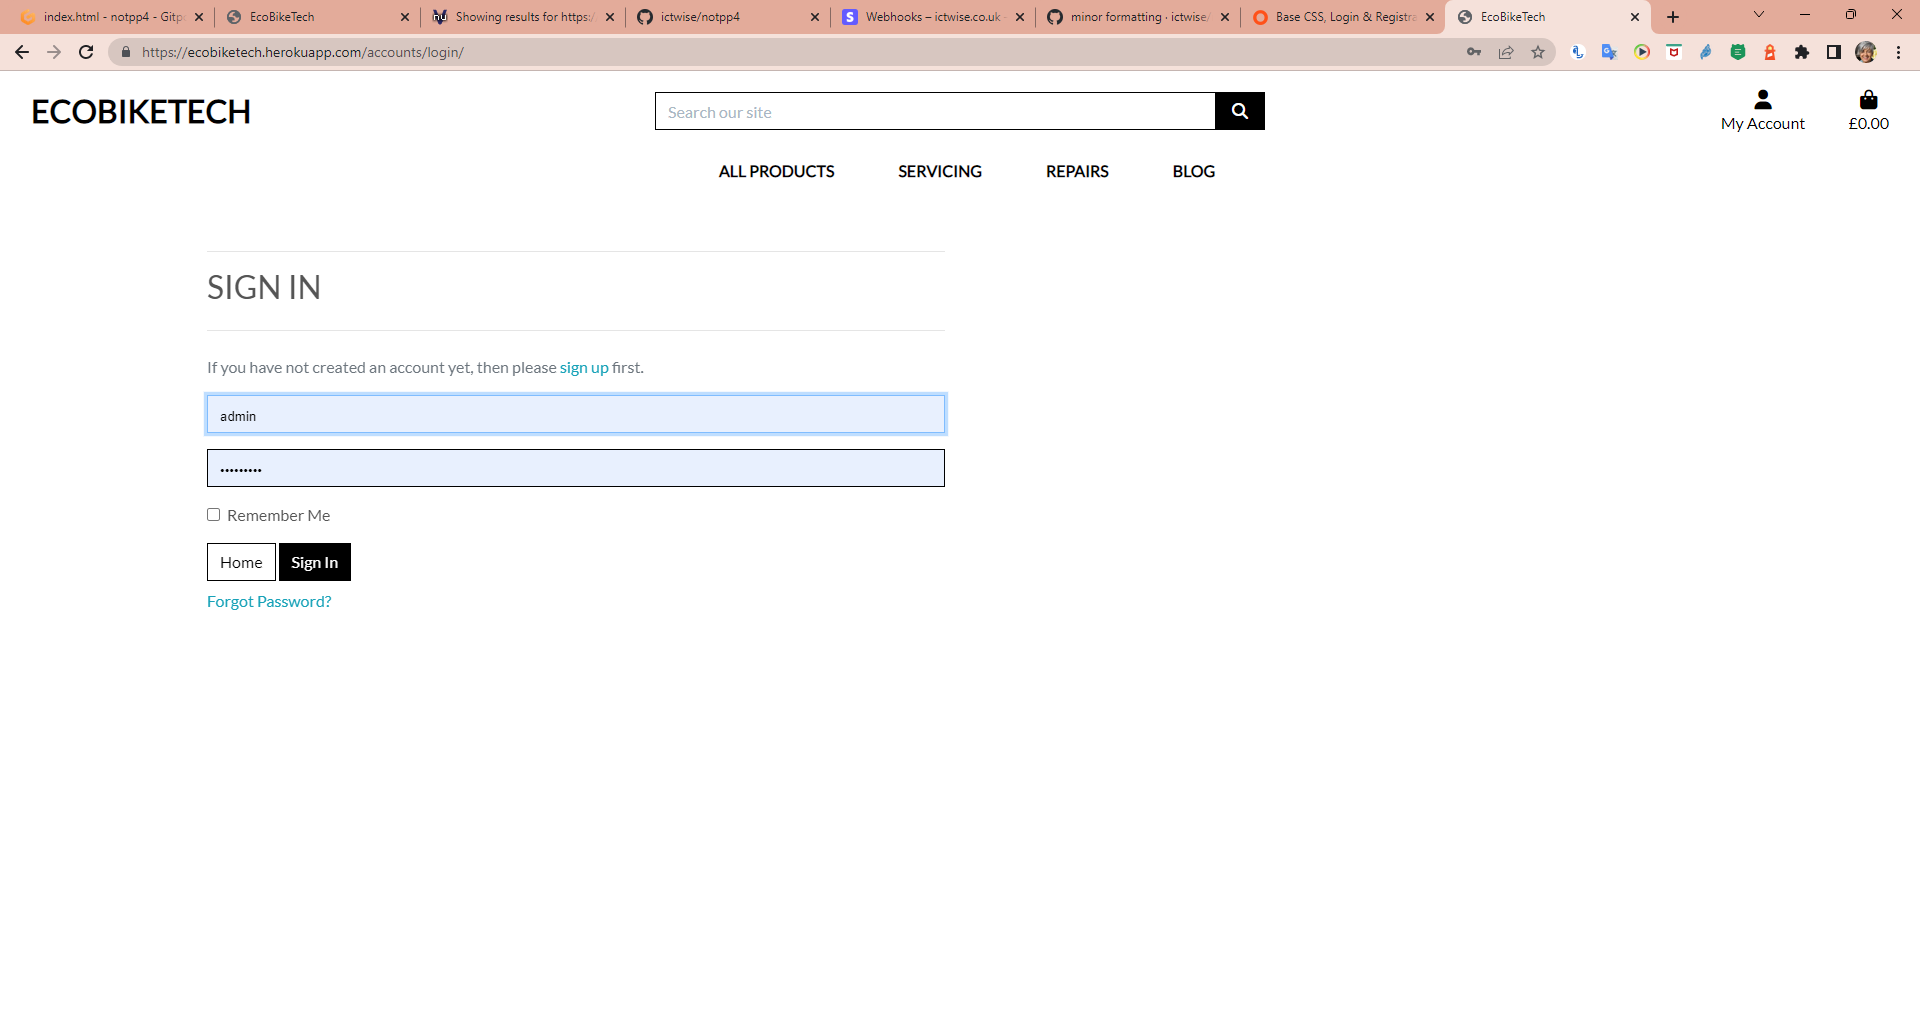 index.html - notpp4 - Gitp
EcoBikeTech
Showing results for https:/
ictwise/notpp4
Webhooks – ictwise.co.uk
minor formatting · ictwise/
Base CSS, Login & Registra
EcoBikeTech
https://ecobiketech.herokuapp.com/accounts/login/
ECOBIKETECH
Search our site
My Account
£0.00
ALL PRODUCTS
SERVICING
REPAIRS
BLOG
SIGN IN
If you have not created an account yet, then please sign up first.
admin
•••••••••
Remember Me
Home
Sign In
Forgot Password?